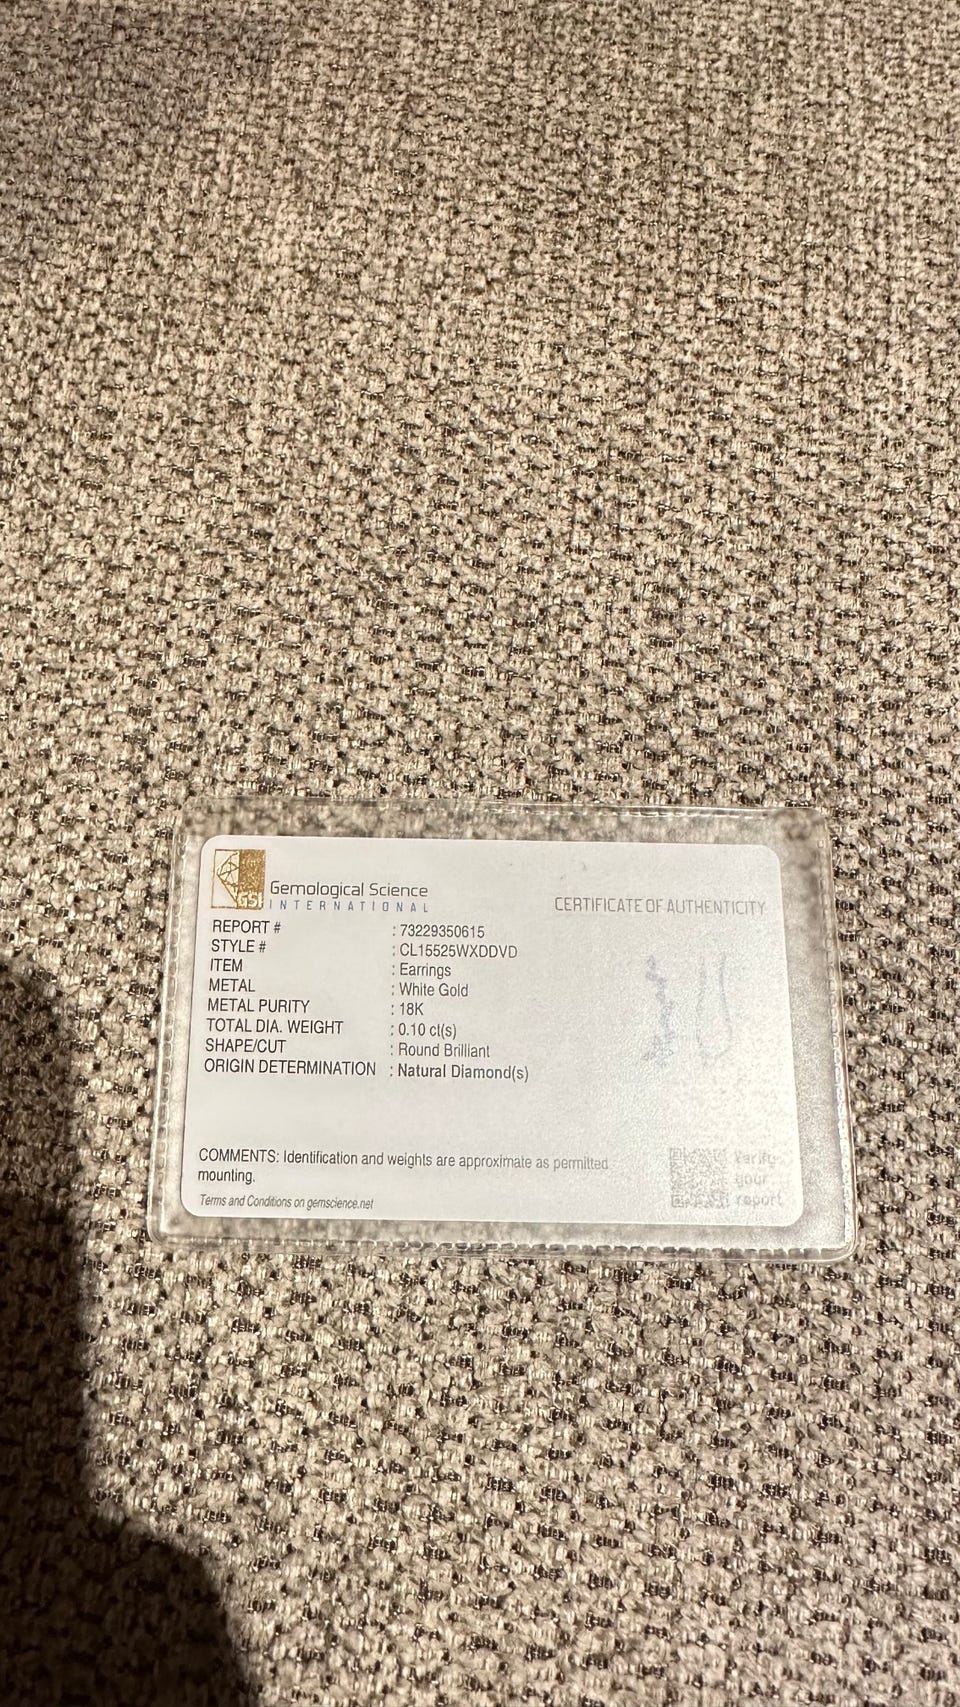 GSI
Gemological Science
INTERNATIONAL
CERTIFICATE OF AUTHENTICITY
REPORT # : 73229350615
STYLE # : CL15525WXDDVD
ITEM : Earrings
METAL : White Gold
METAL PURITY : 18K
TOTAL DIA. WEIGHT : 0.10 ct(s)
SHAPE/CUT : Round Brilliant
ORIGIN DETERMINATION : Natural Diamond(s)
COMMENTS: Identification and weights are approximate as permitted
mounting.
Terms and Conditions on gemscience.net
Verify
your
report